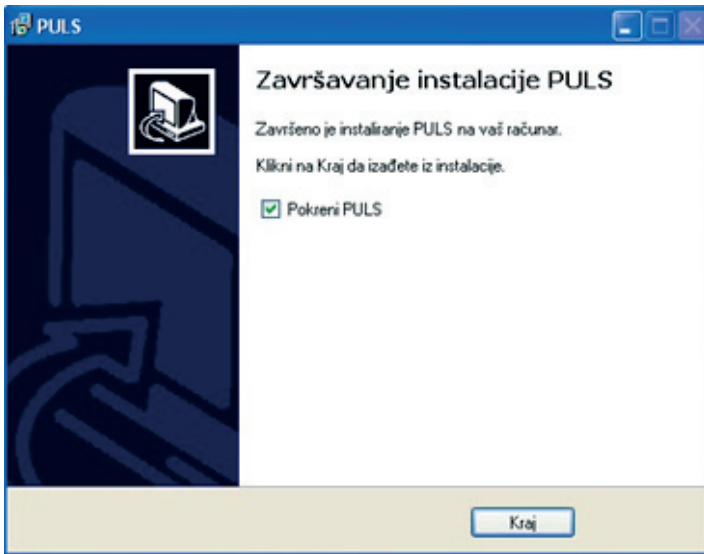 PULS
Završavanje instalacije PULS
Završeno je instaliranje PULS na vaš računar.
Klikni na Kraj da izađete iz instalacije.
Pokreni PULS
Kraj